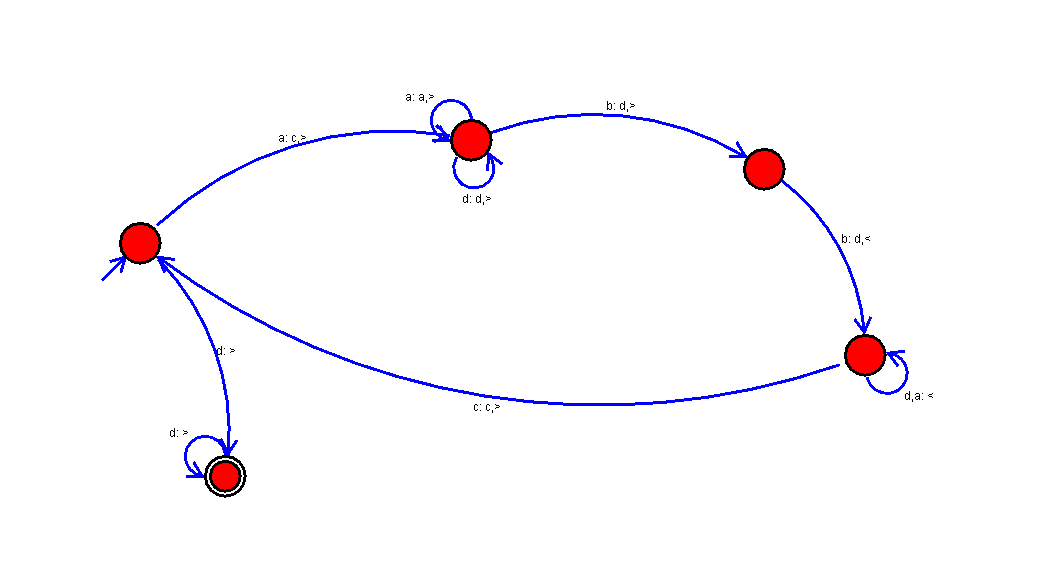 a: a,>
b: d,>
a: c,>
d: d,>
b: d,<
d: >
d,a: <
c: c,>
d: >